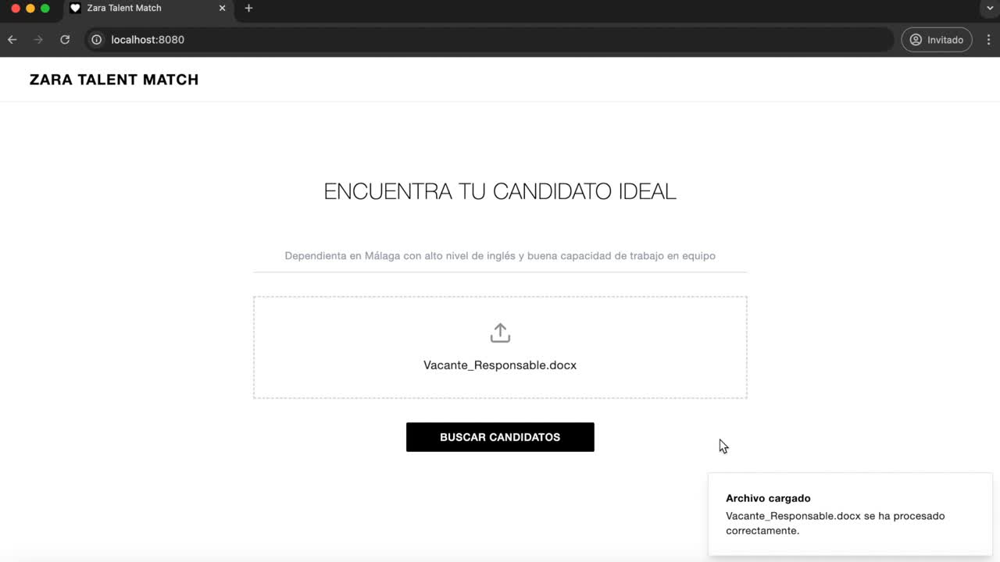 Zara Talent Match
localhost:8080
Invitado
ZARA TALENT MATCH
ENCUENTRA TU CANDIDATO IDEAL
Dependienta en Málaga con alto nivel de inglés y buena capacidad de trabajo en equipo
Vacante_Responsable.docx
BUSCAR CANDIDATOS
Archivo cargado
Vacante_Responsable.docx se ha procesado
correctamente.